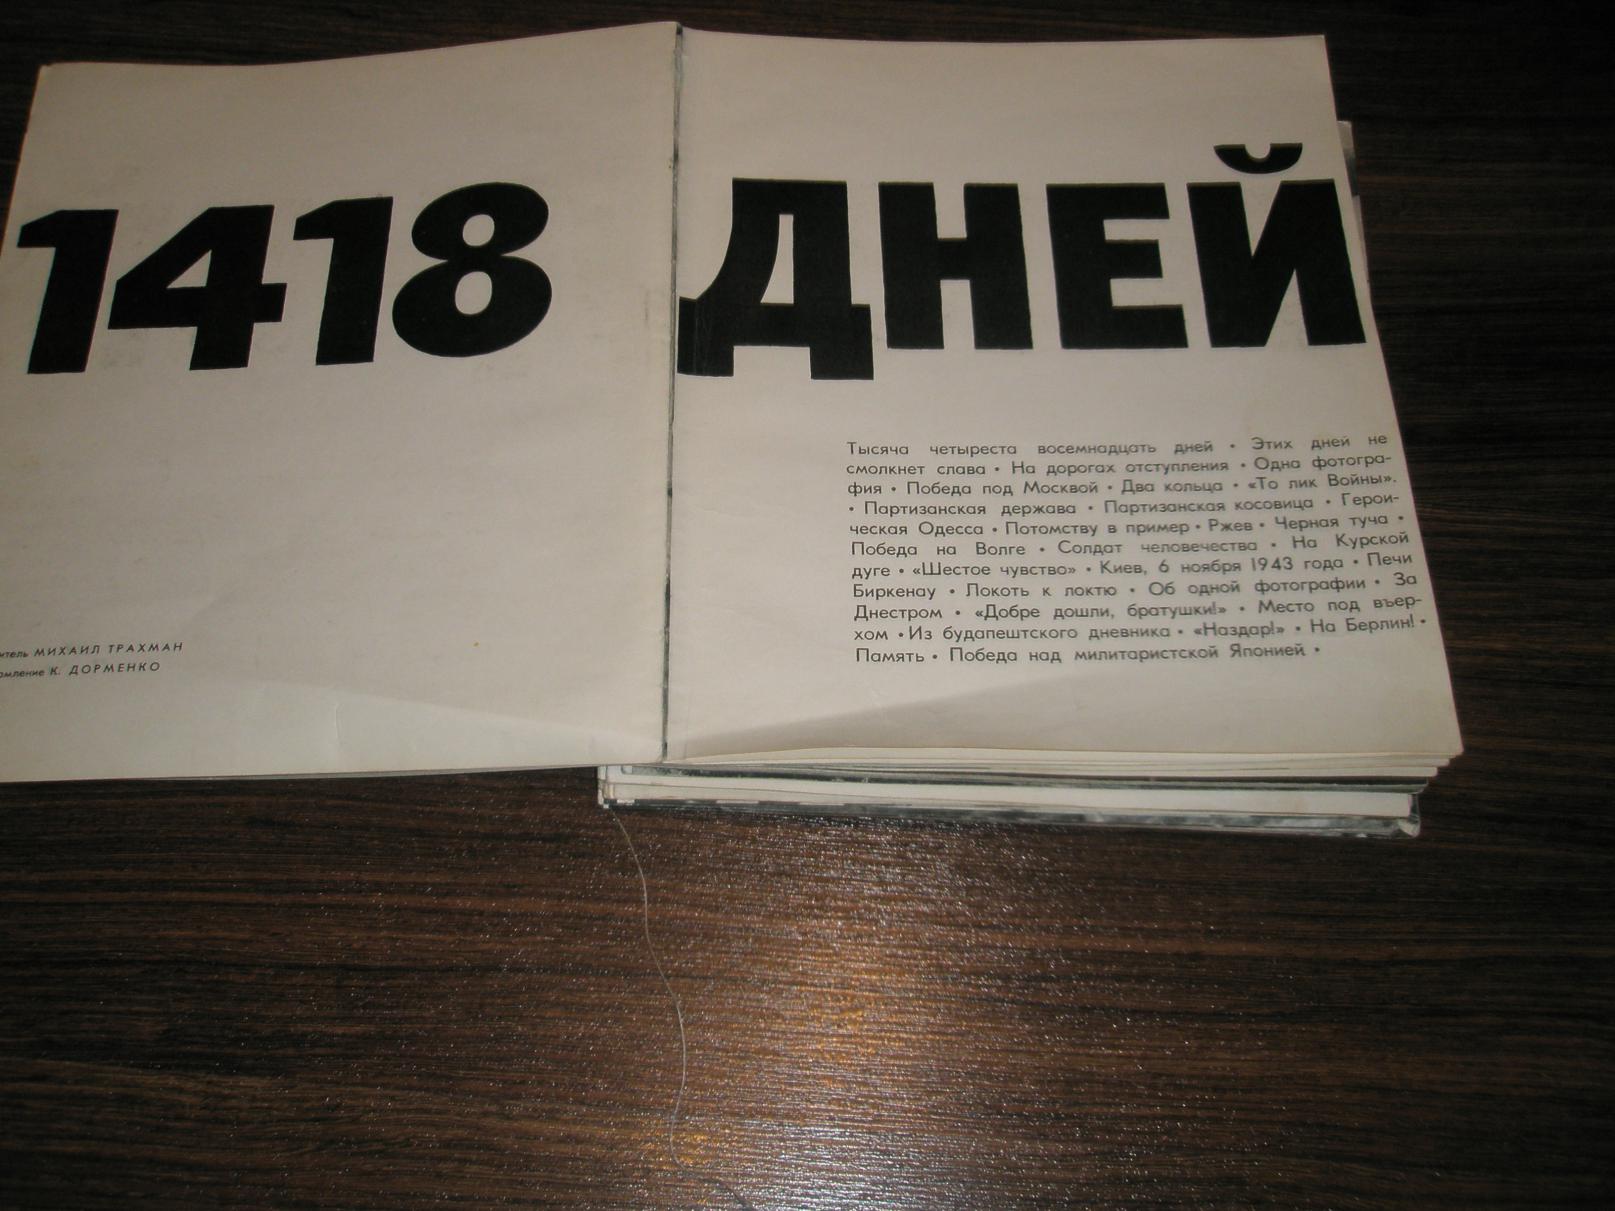 1418 ДНЕЙ
Тысяча четыреста восемнадцать дней • Этих дней не
смолкнет слава • На дорогах отступления • Одна фотогра-
фия • Победа под Москвой • Два кольца • «То лик Войны».
• Партизанская держава • Партизанская косовица • Герои-
ческая Одесса • Потомству в пример • Ржев • Черная туча •
Победа на Волге • Солдат человечества • На Курской
дуге • «Шестое чувство» • Киев, 6 ноября 1943 года • Печи
Биркенау • Локоть к локтю • Об одной фотографии • За
Днестром • «Добре дошли, братушки!» • Место под въер-
хом • Из будапештского дневника • «Наздар!» • На Берлин! •
Память • Победа над милитаристской Японией •
МИХАИЛ ТРАХМАН
К. ДОРМЕНКО